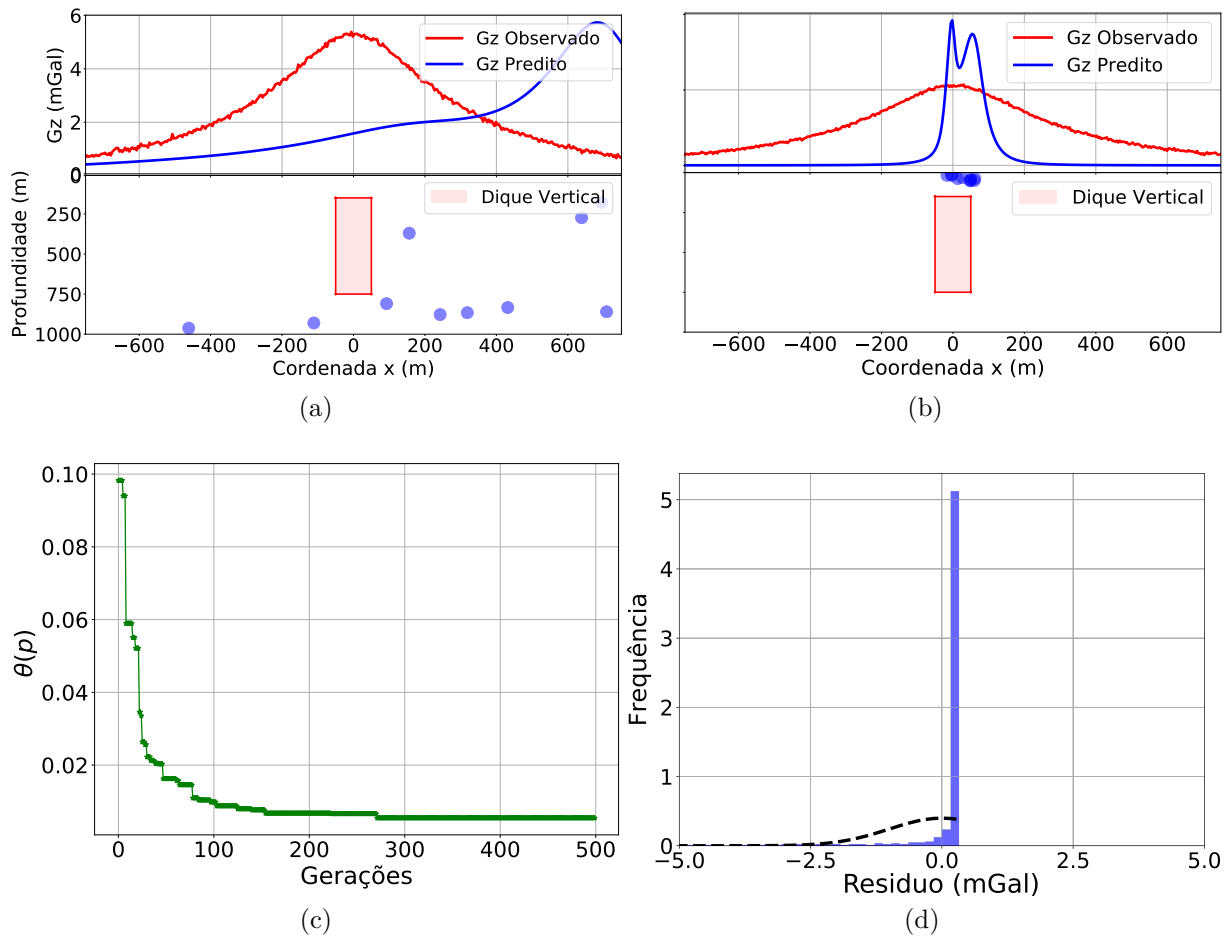 6
4
2
0
Gz (mGal)
Gz Observado
Gz Predito
0
250
500
750
1000
Profundidade (m)
Dique Vertical
−600 −400 −200 0 200 400 600
Cordenada x (m)
(a)
Gz Observado
Gz Predito
Dique Vertical
−600 −400 −200 0 200 400 600
Coordenada x (m)
(b)
0.10
0.08
0.06
0.04
0.02
θ(p)
0 100 200 300 400 500
Gerações
(c)
5
4
3
2
1
0
Frequência
−5.0 −2.5 0.0 2.5 5.0
Residuo (mGal)
(d)